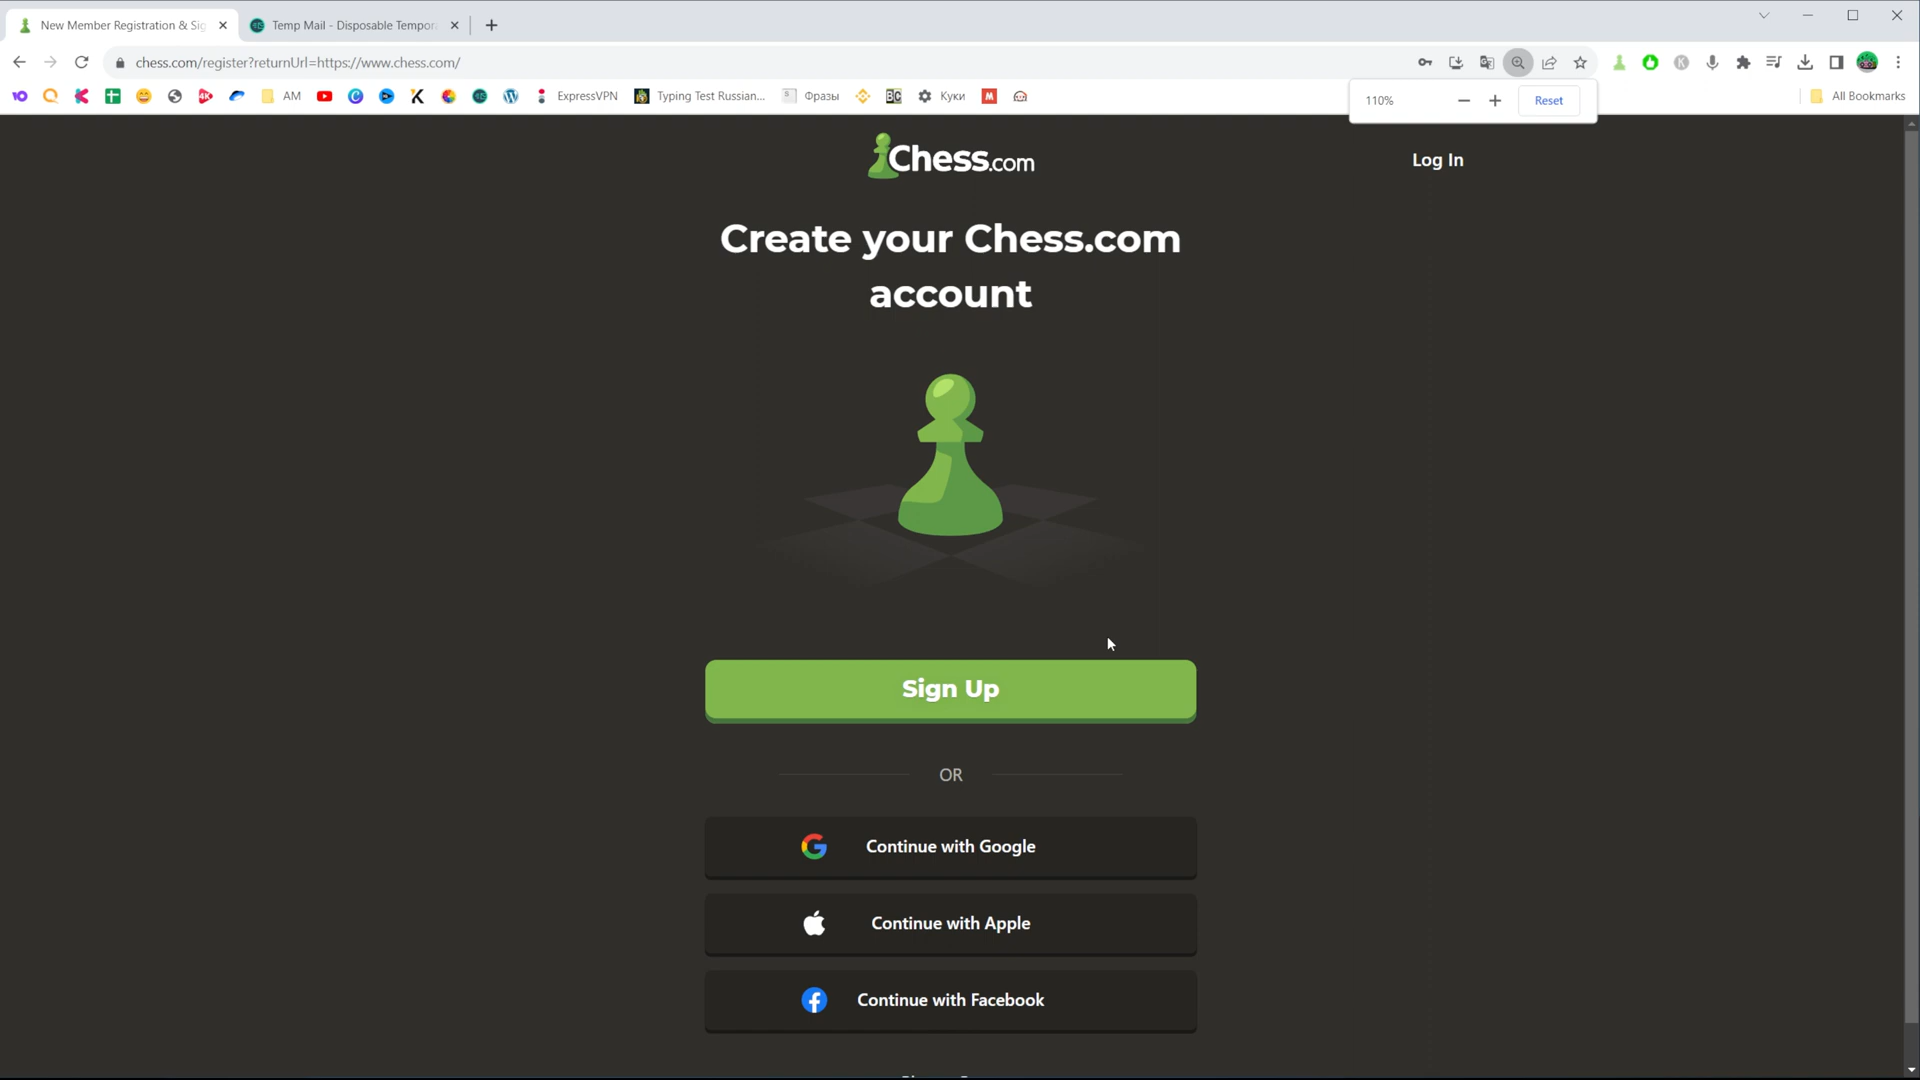 New Member Registration & Sig
Temp Mail - Disposable Tempor
chess.com/register?returnUrl=https://www.chess.com/
AM
ExpressVPN
Typing Test Russian...
Фразы
BC
Куки
All Bookmarks
110%
Reset
Chess.com
Log In
Create your Chess.com
account
Sign Up
OR
Continue with Google
Continue with Apple
Continue with Facebook